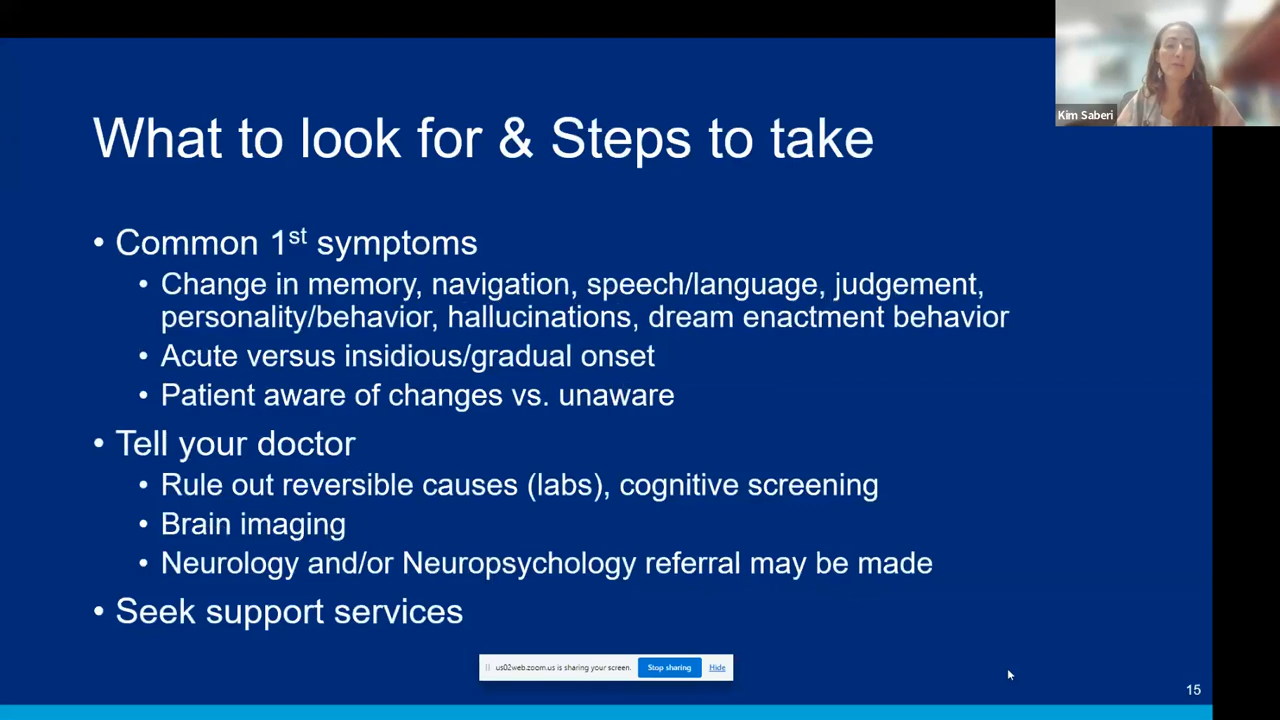 Kim Saberi
What to look for & Steps to take
• Common 1st symptoms
• Change in memory, navigation, speech/language, judgement,
personality/behavior, hallucinations, dream enactment behavior
• Acute versus insidious/gradual onset
• Patient aware of changes vs. unaware
• Tell your doctor
• Rule out reversible causes (labs), cognitive screening
• Brain imaging
• Neurology and/or Neuropsychology referral may be made
• Seek support services
us02web.zoom.us is sharing your screen. Stop sharing Hide
15